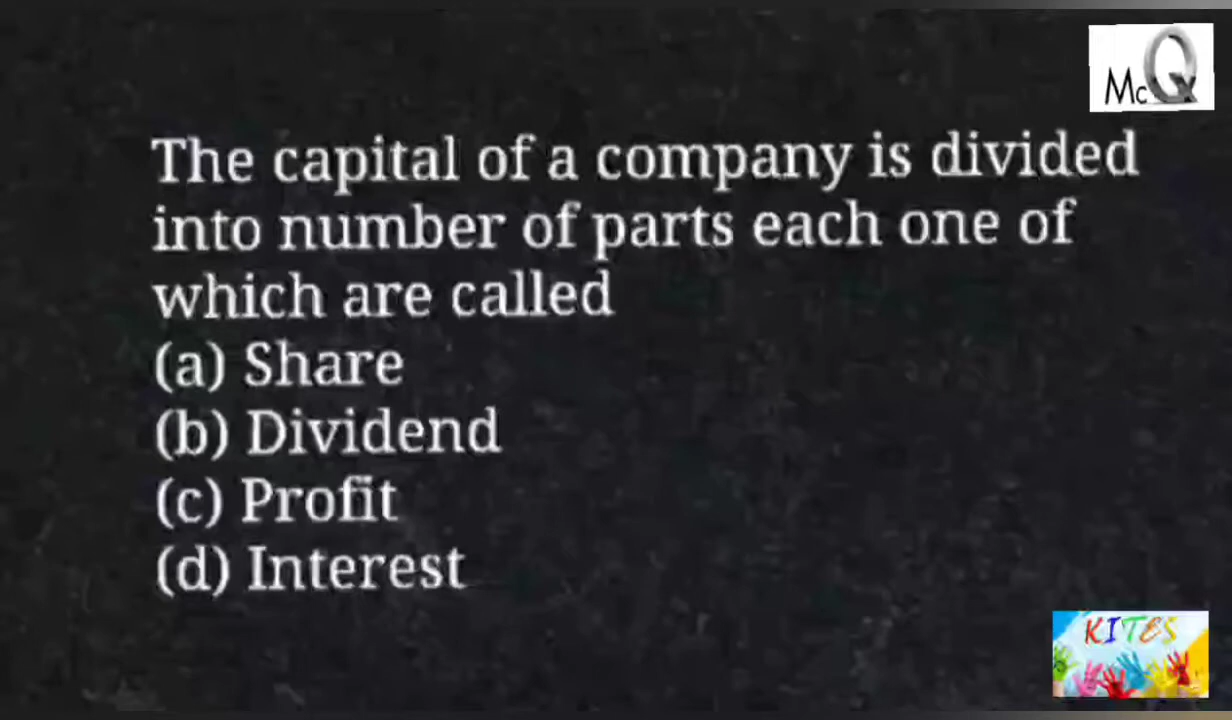 McQ
The capital of a company is divided
into number of parts each one of
which are called
(a) Share
(b) Dividend
(c) Profit
(d) Interest
KITES